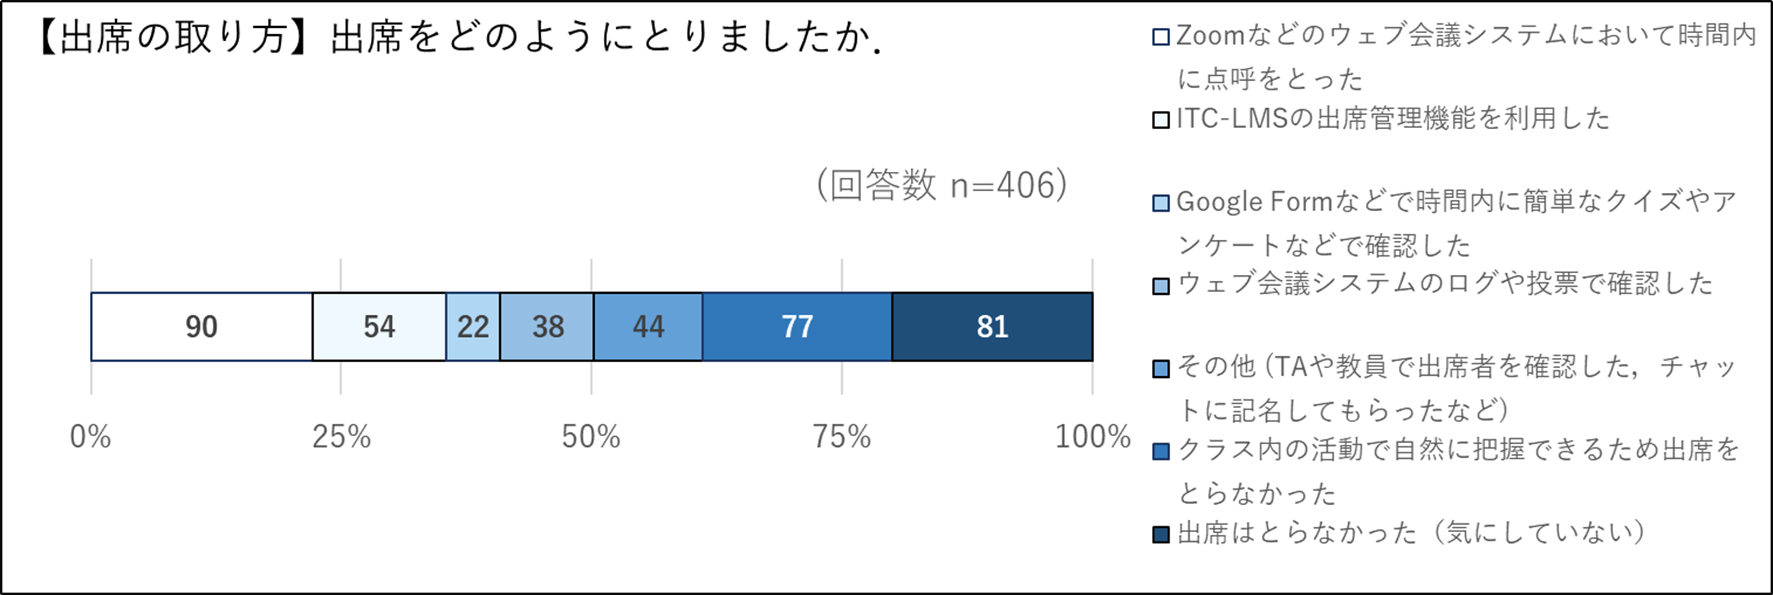 【出席の取り方】出席をどのようにとりましたか．
（回答数 n=406）
90 54 22 38 44 77 81
0% 25% 50% 75% 100%
Zoomなどのウェブ会議システムにおいて時間内
に点呼をとった
ITC-LMSの出席管理機能を利用した
Google Formなどで時間内に簡単なクイズやア
ンケートなどで確認した
ウェブ会議システムのログや投票で確認した
その他（TAや教員で出席者を確認した，チャッ
トに記名してもらったなど）
クラス内の活動で自然に把握できるため出席を
とらなかった
出席はとらなかった（気にしていない）